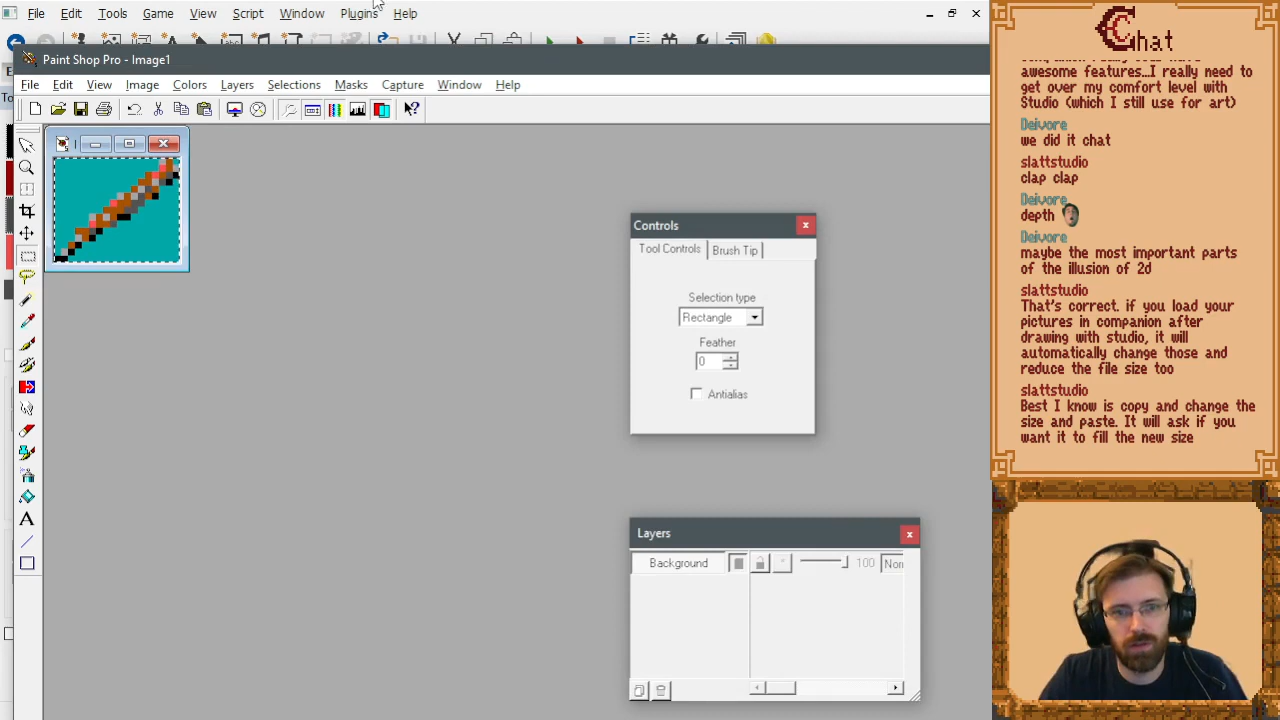 File Edit Tools Game View Script Window Plugins Help
Paint Shop Pro - Image1
File Edit View Image Colors Layers Selections Masks Capture Window Help
Controls
Tool Controls Brush Tip
Selection type
Rectangle
Feather
0
Antialias
Layers
Background
100
Non
Chat
awesome features...I really need to
get over my comfort level with
Studio (which I still use for art)
Deivore
we did it chat
slattstudio
clap clap
Deivore
depth
Deivore
maybe the most important parts
of the illusion of 2d
slattstudio
That's correct. if you load your
pictures in companion after
drawing with studio, it will
automatically change those and
reduce the file size too
slattstudio
Best I know is copy and change the
size and paste. It will ask if you
want it to fill the new size